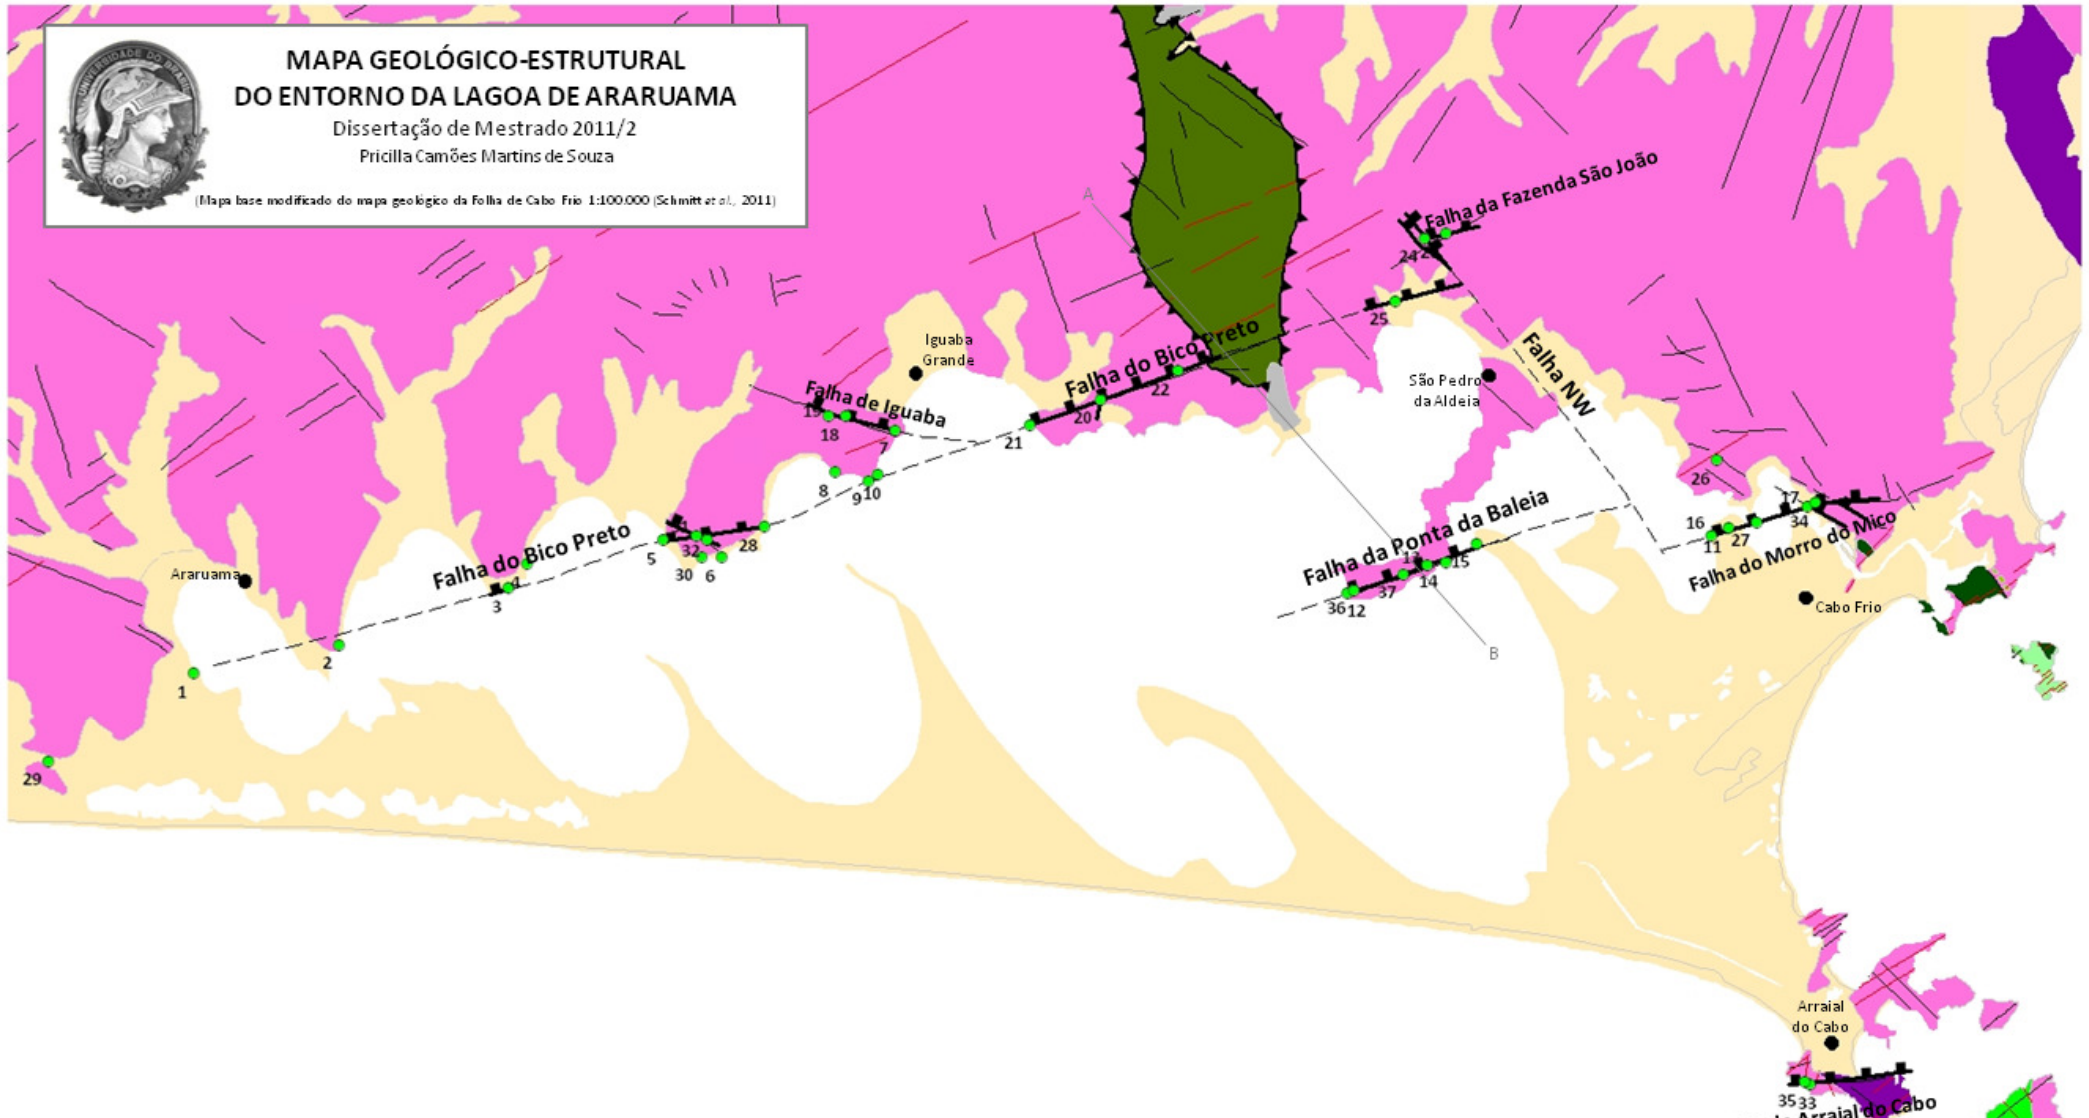 MAPA GEOLÓGICO-ESTRUTURAL
DO ENTORNO DA LAGOA DE ARARUAMA
Dissertação de Mestrado 2011/2
Pricilla Camões Martins de Souza
(Mapa base modificado do mapa geológico da Folha de Cabo Frio 1:100.000 (Schmitt et al., 2011)
UNIVERSIDADE DO BRASIL
A
Falha da Fazenda São João
24
25
Falha NW
Iguaba
Grande
Falha do Bico Preto
22
20
21
São Pedro
da Aldeia
Falha de Iguaba
19
18
7
8
9
10
26
Falha do Bico Preto
5
32
28
30
6
Araruama
4
3
2
1
29
Falha da Ponta da Baleia
13
15
14
37
36
12
B
17
16
34
11
27
Falha do Morro do Mico
Cabo Frio
Arraial
do Cabo
35
33
Arraial do Cabo